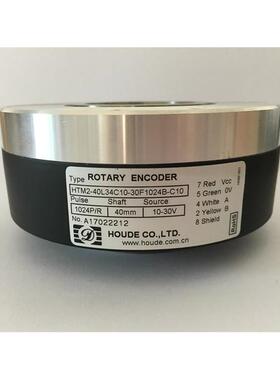 Type ROTARY ENCODER
HTM2-40L34C10-30F1024B-C10
Pulse Shaft Source
1024P/R 40mm 10-30V
No. A17022212
HOUDE CO.,LTD.
www.houde.com.cn
7 Red Vcc
5 Green 0V
4 White A
2 Yellow B
8 Shield
RoHS